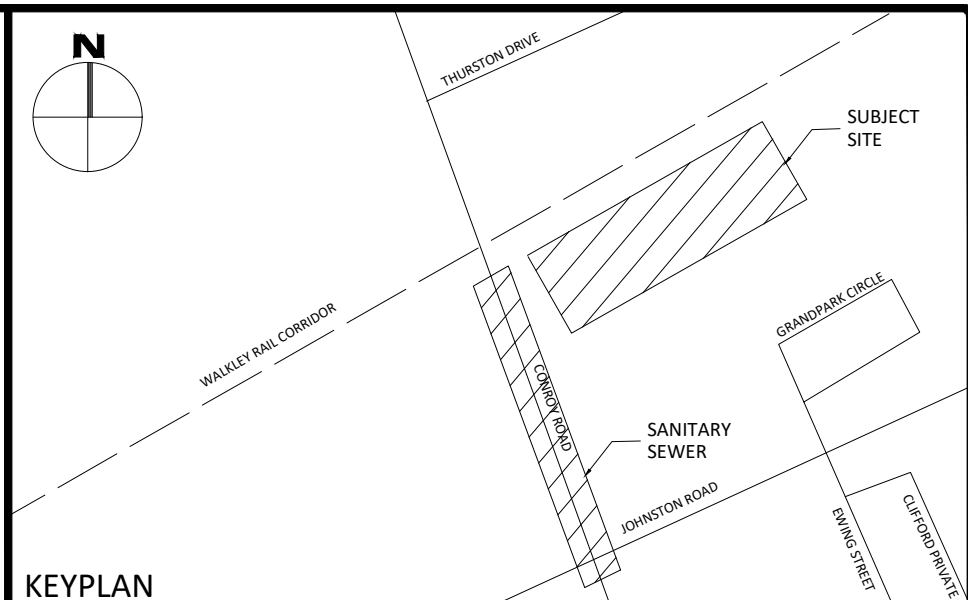 N
THURSTON DRIVE
SUBJECT
SITE
GRANDPARK CIRCLE
WALKLEY RAIL CORRIDOR
CONROY ROAD
SANITARY
SEWER
JOHNSTON ROAD
EWING STREET
CLIFFORD PRIVATE
KEYPLAN